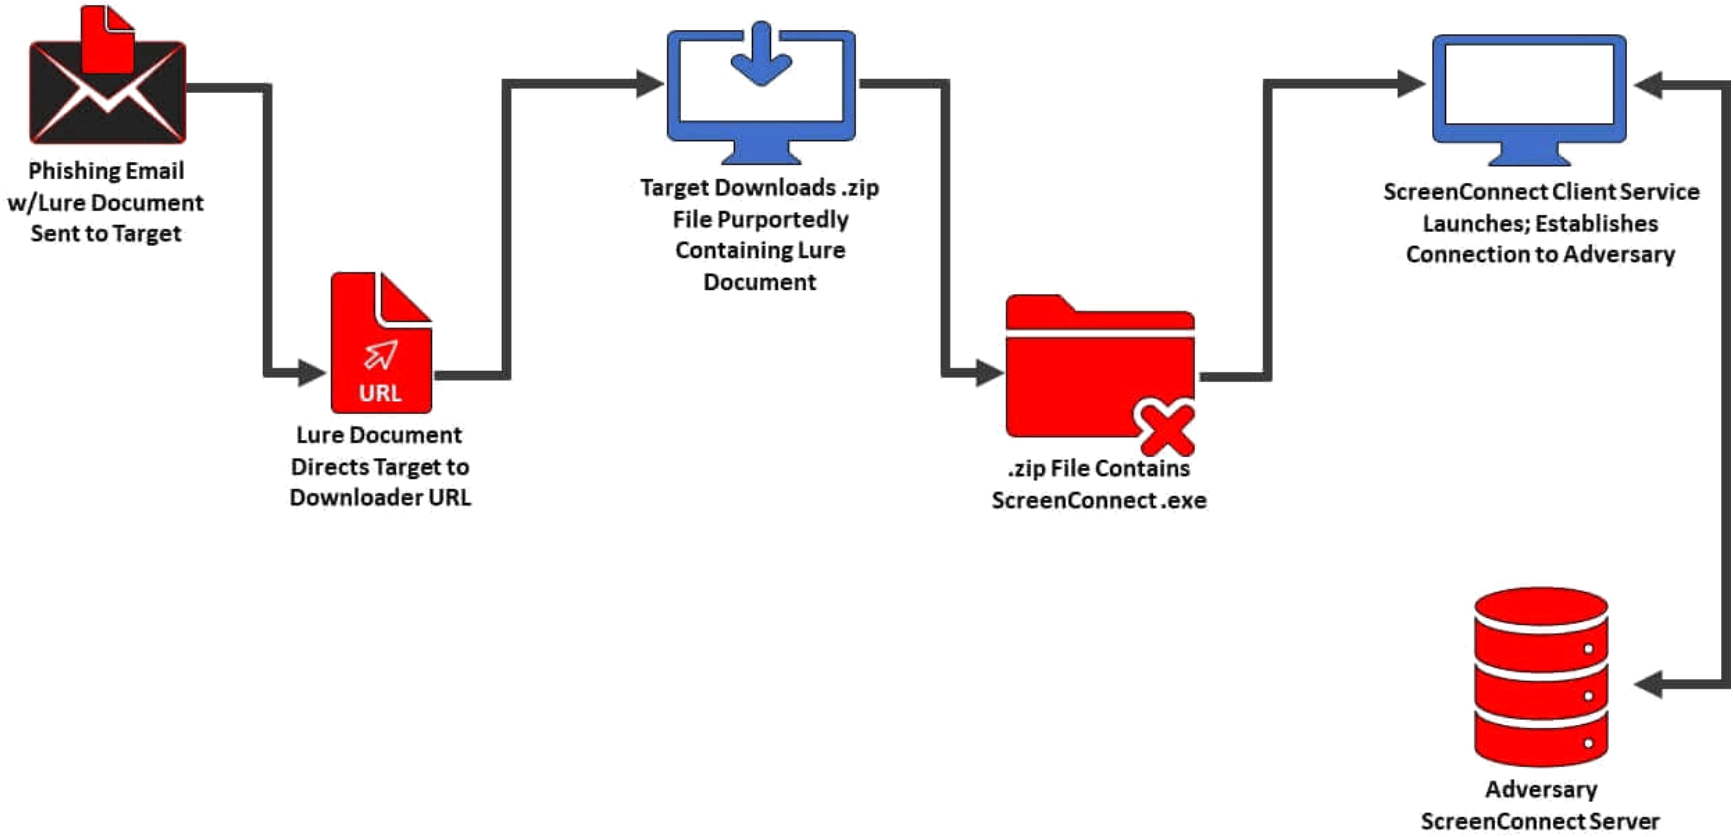 Phishing Email
w/Lure Document
Sent to Target
URL
Lure Document
Directs Target to
Downloader URL
Target Downloads .zip
File Purportedly
Containing Lure
Document
.zip File Contains
ScreenConnect.exe
ScreenConnect Client Service
Launches; Establishes
Connection to Adversary
Adversary
ScreenConnect Server